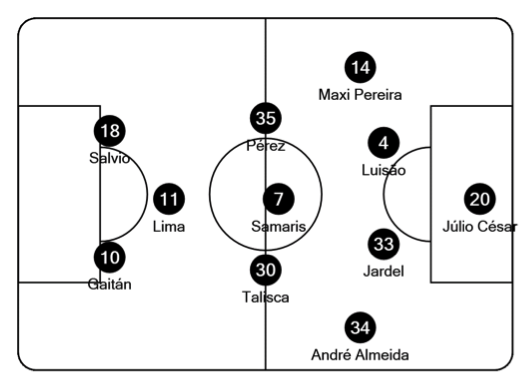 14
Maxi Pereira
35
Pérez
18
Salvio
4
Luisão
11
Lima
7
Samaris
20
Júlio César
10
Gaitán
33
Jardel
30
Talisca
34
André Almeida